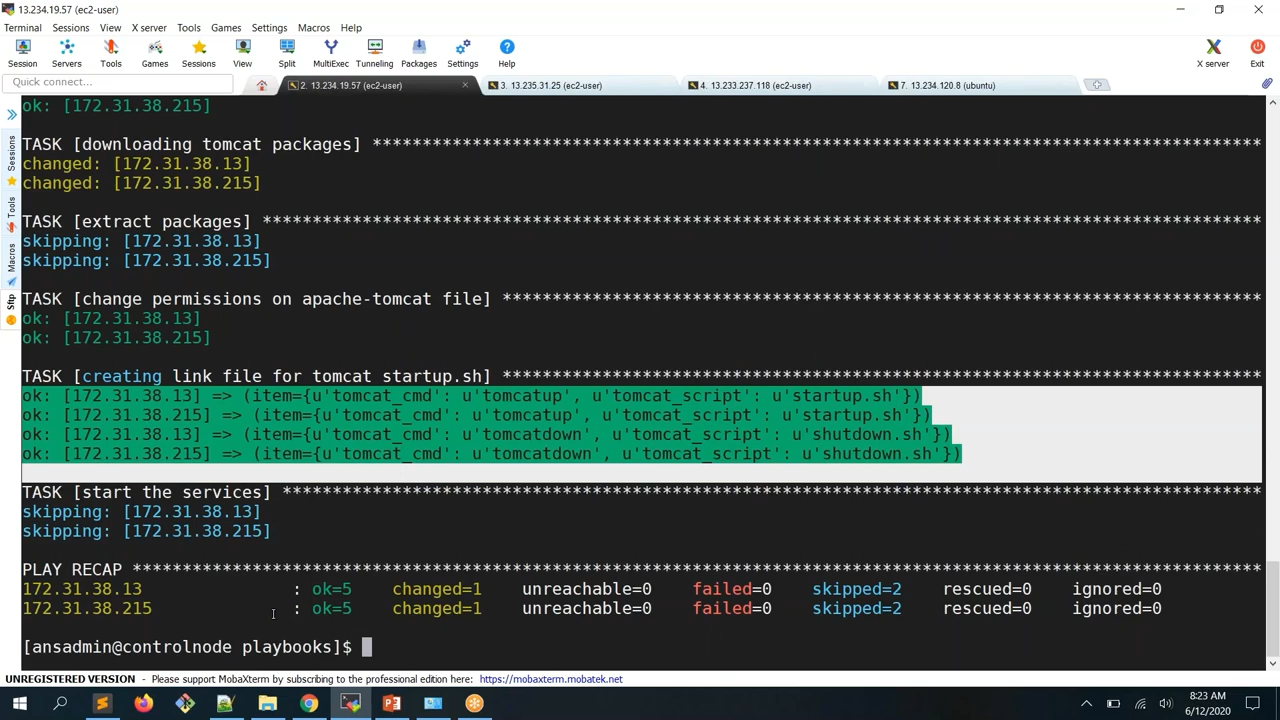 13.234.19.57 (ec2-user)
Terminal Sessions View X server Tools Games Settings Macros Help
Session Servers Tools Games Sessions View Split MultiExec Tunneling Packages Settings Help X server Exit
Quick connect...
2. 13.234.19.57 (ec2-user)
3. 13.235.31.25 (ec2-user)
4. 13.233.237.118 (ec2-user)
7. 13.234.120.8 (ubuntu)
Sessions
Tools
Macros
Sftp
ok: [172.31.38.215]
TASK [downloading tomcat packages] *****************************************************************************************
changed: [172.31.38.13]
changed: [172.31.38.215]
TASK [extract packages] ****************************************************************************************************
skipping: [172.31.38.13]
skipping: [172.31.38.215]
TASK [change permissions on apache-tomcat file] ****************************************************************************
ok: [172.31.38.13]
ok: [172.31.38.215]
TASK [creating link file for tomcat startup.sh] ****************************************************************************
ok: [172.31.38.13] => (item={u'tomcat_cmd': u'tomcatup', u'tomcat_script': u'startup.sh'})
ok: [172.31.38.215] => (item={u'tomcat_cmd': u'tomcatup', u'tomcat_script': u'startup.sh'})
ok: [172.31.38.13] => (item={u'tomcat_cmd': u'tomcatdown', u'tomcat_script': u'shutdown.sh'})
ok: [172.31.38.215] => (item={u'tomcat_cmd': u'tomcatdown', u'tomcat_script': u'shutdown.sh'})
TASK [start the services] **************************************************************************************************
skipping: [172.31.38.13]
skipping: [172.31.38.215]
PLAY RECAP *****************************************************************************************************************
172.31.38.13 : ok=5 changed=1 unreachable=0 failed=0 skipped=2 rescued=0 ignored=0
172.31.38.215 : ok=5 changed=1 unreachable=0 failed=0 skipped=2 rescued=0 ignored=0
[ansadmin@controlnode playbooks]$
UNREGISTERED VERSION - Please support MobaXterm by subscribing to the professional edition here: https://mobaxterm.mobatek.net
8:23 AM
6/12/2020